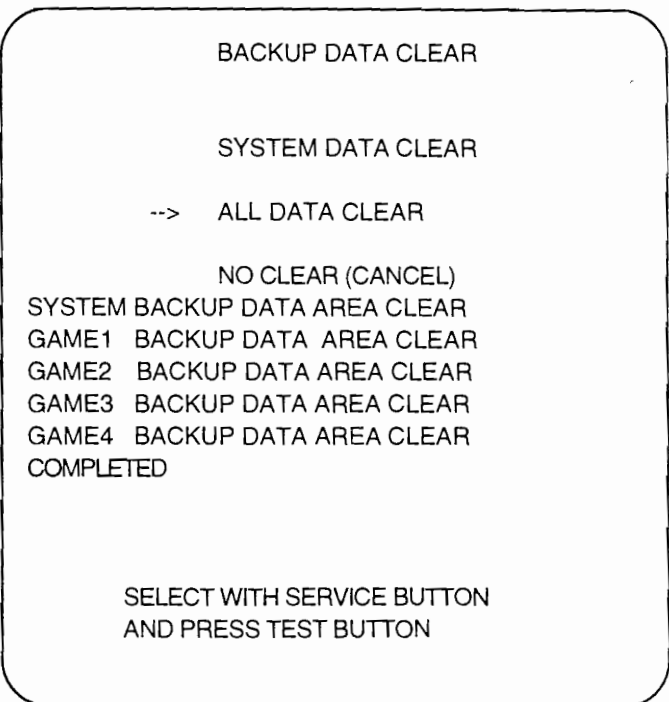 BACKUP DATA CLEAR
SYSTEM DATA CLEAR
--> ALL DATA CLEAR
NO CLEAR (CANCEL)
SYSTEM BACKUP DATA AREA CLEAR
GAME1 BACKUP DATA AREA CLEAR
GAME2 BACKUP DATA AREA CLEAR
GAME3 BACKUP DATA AREA CLEAR
GAME4 BACKUP DATA AREA CLEAR
COMPLETED
SELECT WITH SERVICE BUTTON
AND PRESS TEST BUTTON